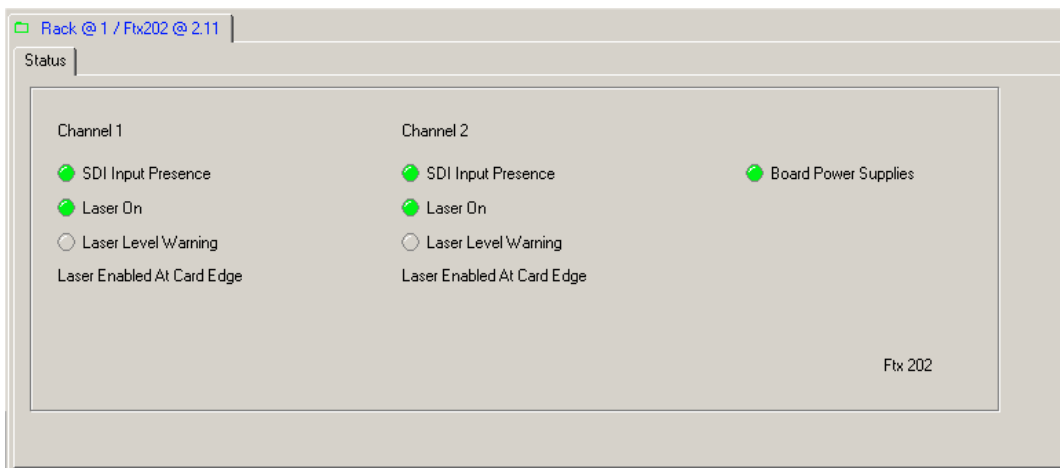 Rack @ 1 / Ftx202 @ 2.11
Status
Channel 1
SDI Input Presence
Laser On
Laser Level Warning
Laser Enabled At Card Edge
Channel 2
SDI Input Presence
Laser On
Laser Level Warning
Laser Enabled At Card Edge
Board Power Supplies
Ftx 202